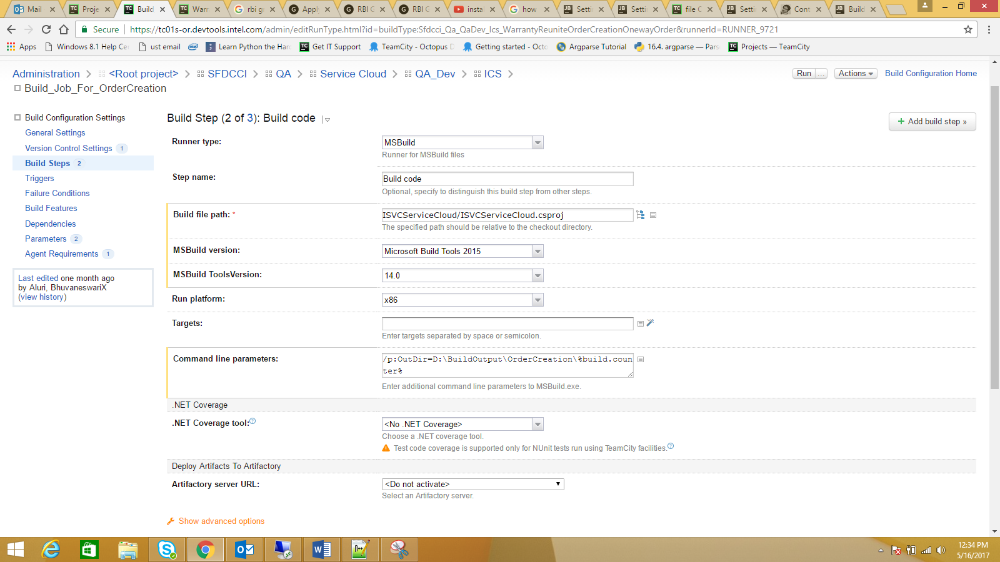 Mail
Proje
Build
Warr
rbi gr
Apply
RBI G
RBI G
instal
how
Settin
Settin
file C
Settin
Cont
Build
Secure
https://tc01s-or.devtools.intel.com/admin/editRunType.html?id=buildType:Sfdcci_Qa_QaDev_Ics_WarrantyReuniteOrderCreationOnewayOrder&runnerId=RUNNER_9721
Apps
Windows 8.1 Help Ce
ust email
Learn Python the Har
Get IT Support
TeamCity - Octopus D
Getting started - Octo
Argparse Tutorial
16.4. argparse — Pars
Projects — TeamCity
Administration
<Root project>
SFDCCI
QA
Service Cloud
QA_Dev
ICS
Run ...
Actions
Build Configuration Home
Build_Job_For_OrderCreation
Build Configuration Settings
General Settings
Version Control Settings 1
Build Steps 2
Triggers
Failure Conditions
Build Features
Dependencies
Parameters 2
Agent Requirements 1
Last edited one month ago
by Aluri, BhuvaneswariX
(view history)
Build Step (2 of 3): Build code
+ Add build step »
Runner type:
MSBuild
Runner for MSBuild files
Step name:
Build code
Optional, specify to distinguish this build step from other steps.
Build file path: *
ISVCServiceCloud/ISVCServiceCloud.csproj
The specified path should be relative to the checkout directory.
MSBuild version:
Microsoft Build Tools 2015
MSBuild ToolsVersion:
14.0
Run platform:
x86
Targets:
Enter targets separated by space or semicolon.
Command line parameters:
/p:OutDir=D:\BuildOutput\OrderCreation\%build.coun
ter%
Enter additional command line parameters to MSBuild.exe.
.NET Coverage
.NET Coverage tool:
<No .NET Coverage>
Choose a .NET coverage tool.
Test code coverage is supported only for NUnit tests run using TeamCity facilities.
Deploy Artifacts To Artifactory
Artifactory server URL:
<Do not activate>
Select an Artifactory server.
Show advanced options
12:34 PM
5/16/2017